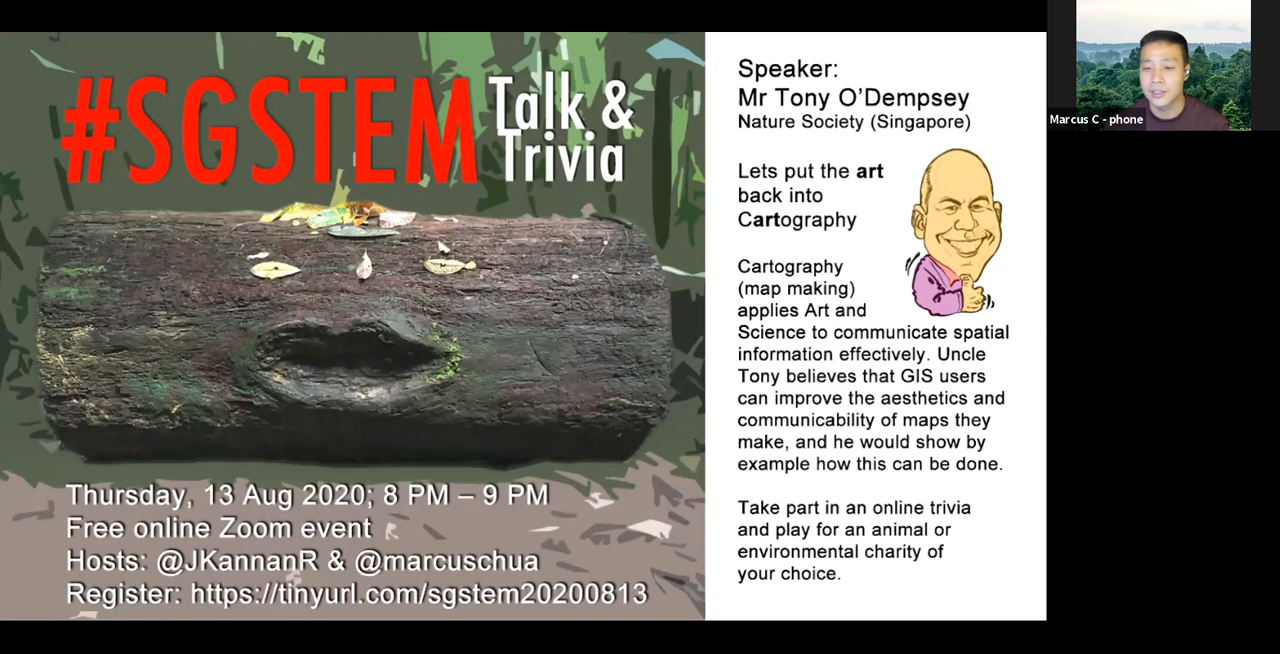 #SGSTEM Talk &
Trivia
Thursday, 13 Aug 2020; 8 PM – 9 PM
Free online Zoom event
Hosts: @JKannanR & @marcuschua
Register: https://tinyurl.com/sgstem20200813
Speaker:
Mr Tony O’Dempsey
Nature Society (Singapore)
Lets put the art
back into
Cartography
Cartography
(map making)
applies Art and
Science to communicate spatial
information effectively. Uncle
Tony believes that GIS users
can improve the aesthetics and
communicability of maps they
make, and he would show by
example how this can be done.
Take part in an online trivia
and play for an animal or
environmental charity of
your choice.
Marcus C - phone